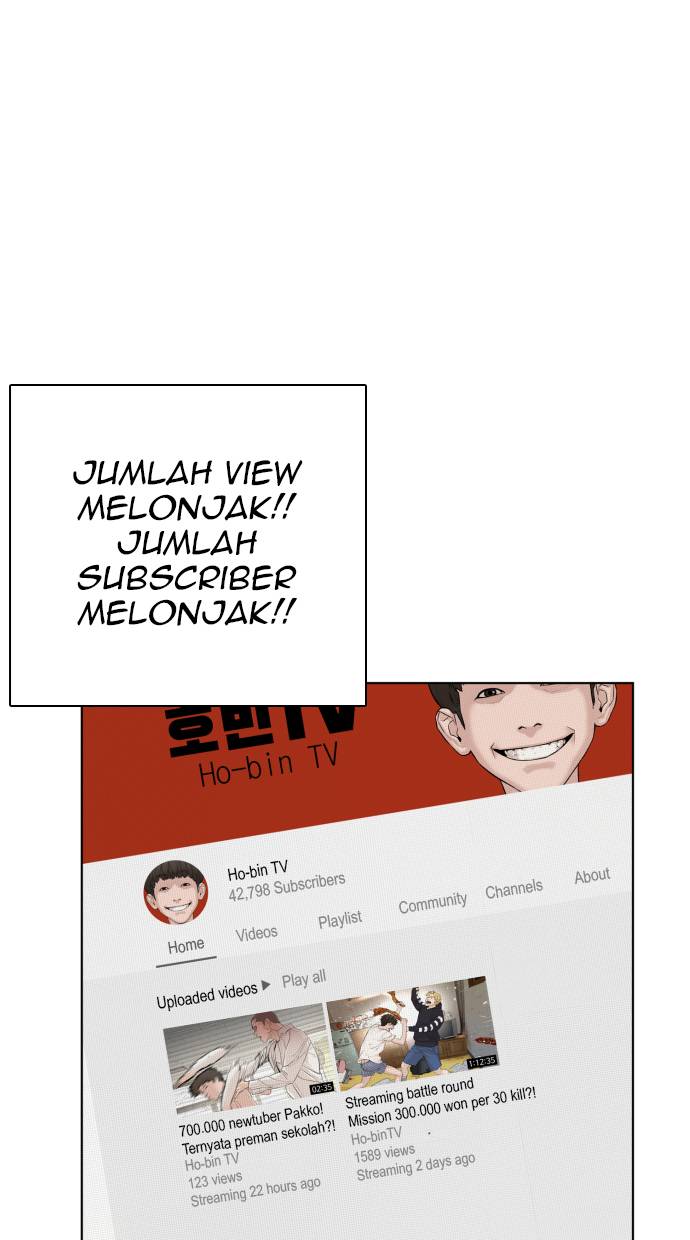 JUMLAH VIEW
MELONJAK!!
JUMLAH
SUBSCRIBER
MELONJAK!!
호빈TV
Ho-bin TV
Ho-bin TV
42,798 Subscribers
Home Videos Playlist Community Channels About
Uploaded videos ▶ Play all
02:35
700.000 newtuber Pakko!
Ternyata preman sekolah?!
Ho-bin TV
123 views
Streaming 22 hours ago
1:12:35
Streaming battle round
Mission 300.000 won per 30 kill?!
Ho-binTV
1589 views
Streaming 2 days ago